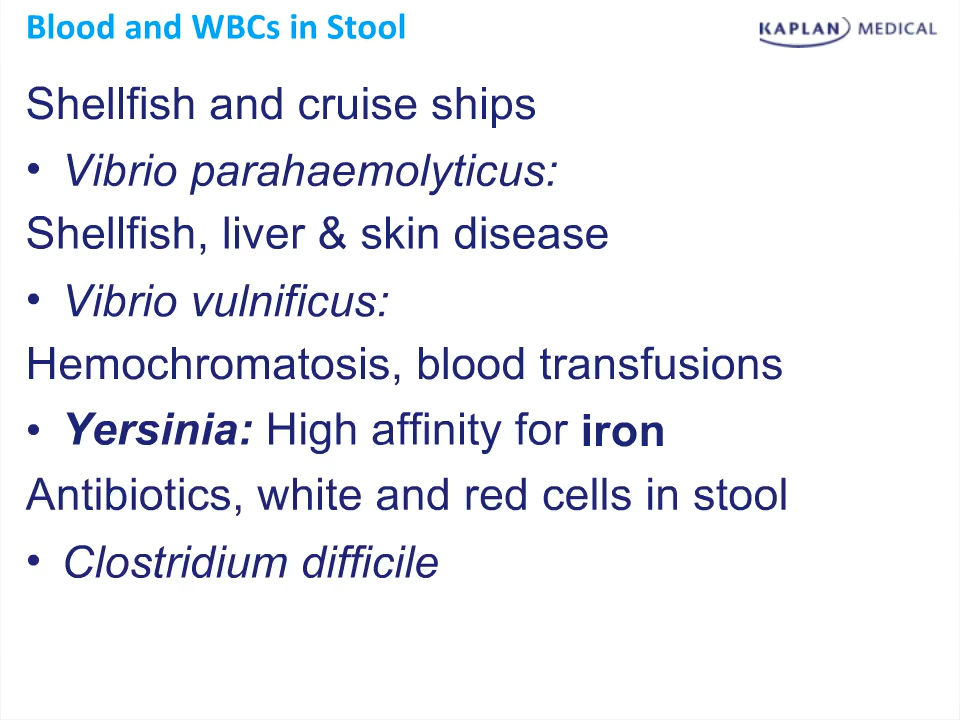 Blood and WBCs in Stool
KAPLAN MEDICAL
Shellfish and cruise ships
• Vibrio parahaemolyticus:
Shellfish, liver & skin disease
• Vibrio vulnificus:
Hemochromatosis, blood transfusions
• Yersinia: High affinity for iron
Antibiotics, white and red cells in stool
• Clostridium difficile